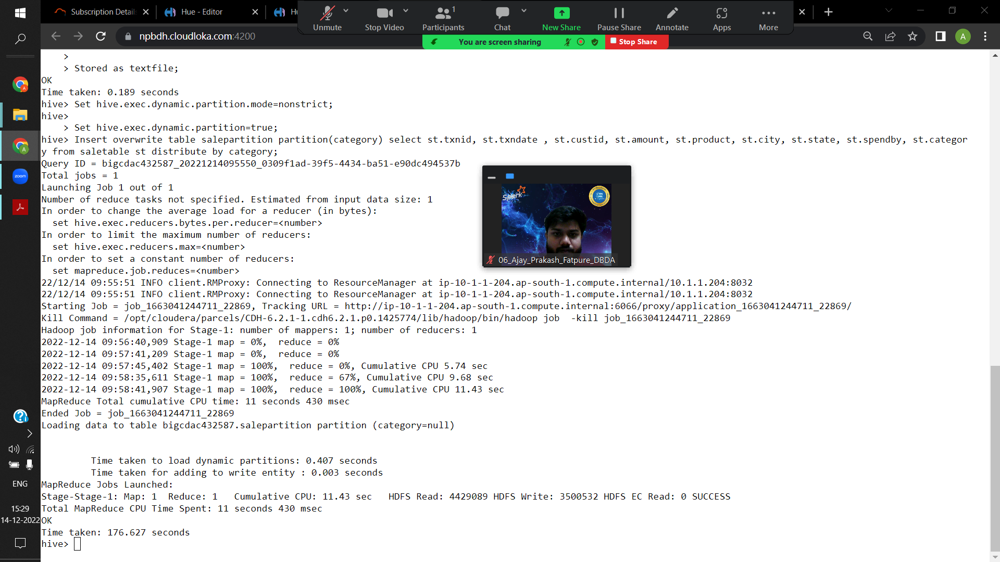 Subscription Details
Hue - Editor
Hu
Unmute
Stop Video
Participants
1
Chat
New Share
Pause Share
Annotate
Apps
More
npbdh.cloudloka.com:4200
You are screen sharing
Stop Share
A
>
> Stored as textfile;
OK
Time taken: 0.189 seconds
hive> Set hive.exec.dynamic.partition.mode=nonstrict;
hive>
> Set hive.exec.dynamic.partition=true;
hive> Insert overwrite table salepartition partition(category) select st.txnid, st.txndate , st.custid, st.amount, st.product, st.city, st.state, st.spendby, st.categor
y from saletable st distribute by category;
Query ID = bigcdac432587_20221214095550_0309f1ad-39f5-4434-ba51-e90dc494537b
Total jobs = 1
Launching Job 1 out of 1
Number of reduce tasks not specified. Estimated from input data size: 1
In order to change the average load for a reducer (in bytes):
set hive.exec.reducers.bytes.per.reducer=<number>
In order to limit the maximum number of reducers:
set hive.exec.reducers.max=<number>
In order to set a constant number of reducers:
set mapreduce.job.reduces=<number>
22/12/14 09:55:51 INFO client.RMProxy: Connecting to ResourceManager at ip-10-1-1-204.ap-south-1.compute.internal/10.1.1.204:8032
22/12/14 09:55:51 INFO client.RMProxy: Connecting to ResourceManager at ip-10-1-1-204.ap-south-1.compute.internal/10.1.1.204:8032
Starting Job = job_1663041244711_22869, Tracking URL = http://ip-10-1-1-204.ap-south-1.compute.internal:6066/proxy/application_1663041244711_22869/
Kill Command = /opt/cloudera/parcels/CDH-6.2.1-1.cdh6.2.1.p0.1425774/lib/hadoop/bin/hadoop job  -kill job_1663041244711_22869
Hadoop job information for Stage-1: number of mappers: 1; number of reducers: 1
2022-12-14 09:56:40,909 Stage-1 map = 0%,  reduce = 0%
2022-12-14 09:57:41,209 Stage-1 map = 0%,  reduce = 0%
2022-12-14 09:57:45,402 Stage-1 map = 100%,  reduce = 0%, Cumulative CPU 5.74 sec
2022-12-14 09:58:35,611 Stage-1 map = 100%,  reduce = 67%, Cumulative CPU 9.68 sec
2022-12-14 09:58:41,907 Stage-1 map = 100%,  reduce = 100%, Cumulative CPU 11.43 sec
MapReduce Total cumulative CPU time: 11 seconds 430 msec
Ended Job = job_1663041244711_22869
Loading data to table bigcdac432587.salepartition partition (category=null)
Time taken to load dynamic partitions: 0.407 seconds
Time taken for adding to write entity : 0.003 seconds
MapReduce Jobs Launched:
Stage-Stage-1: Map: 1  Reduce: 1   Cumulative CPU: 11.43 sec   HDFS Read: 4429089 HDFS Write: 3500532 HDFS EC Read: 0 SUCCESS
Total MapReduce CPU Time Spent: 11 seconds 430 msec
OK
Time taken: 176.627 seconds
hive>
Spark
06_Ajay_Prakash_Fatpure_DBDA
zoom
ENG
15:29
14-12-2022